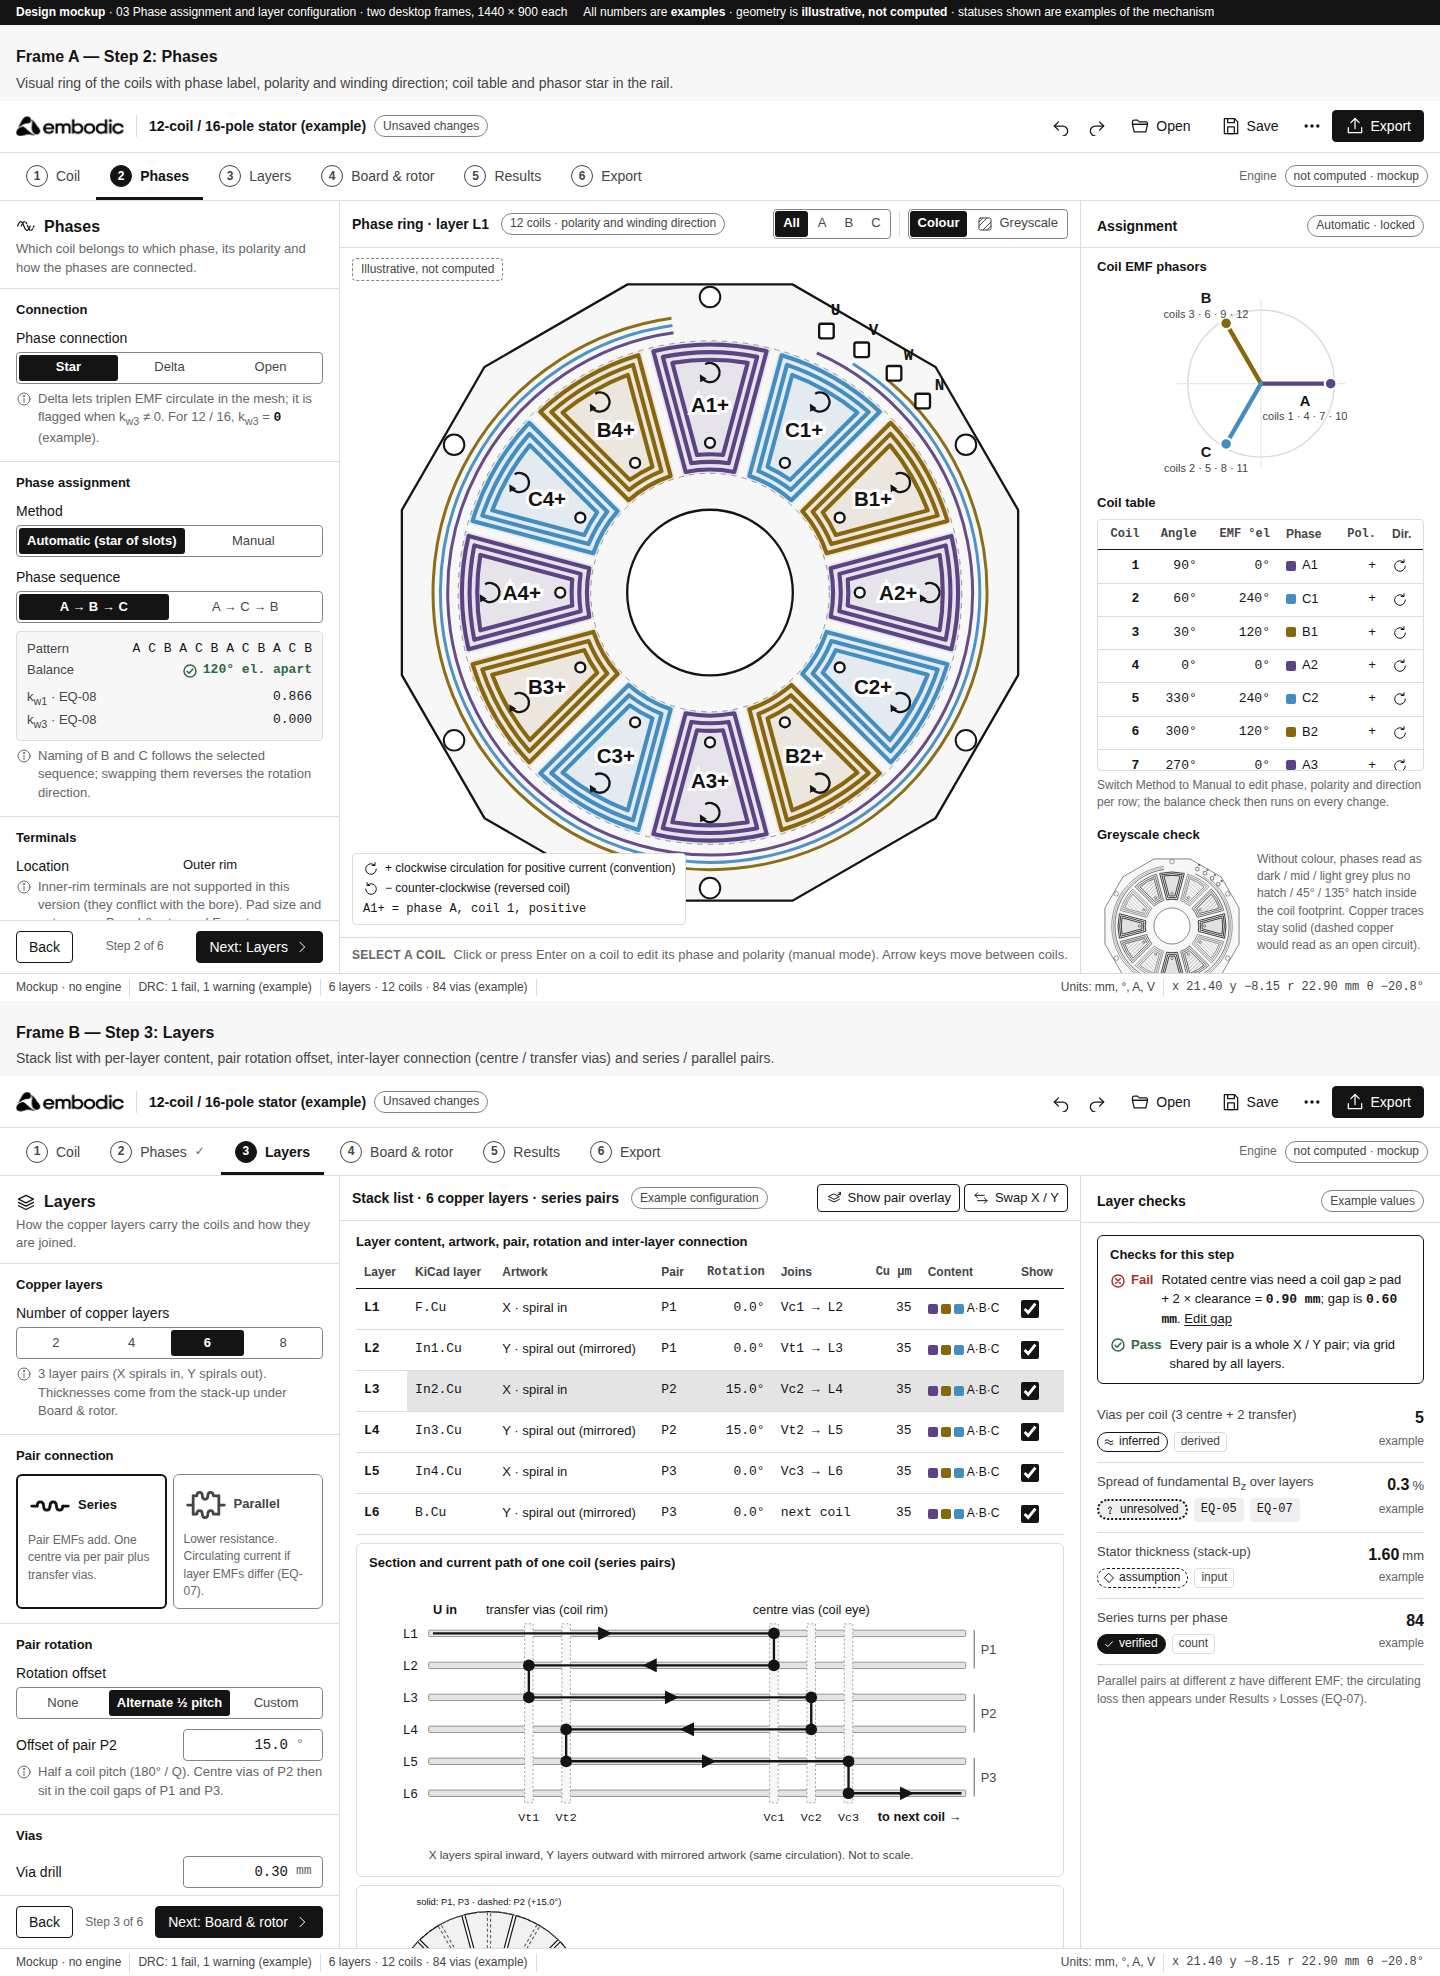 Design mockup · 03 Phase assignment and layer configuration · two desktop frames, 1440 × 900 each All numbers are examples · geometry is illustrative, not computed · statuses shown are examples of the mechanism
Frame A — Step 2: Phases
Visual ring of the coils with phase label, polarity and winding direction; coil table and phasor star in the rail.
embodic 12-coil / 16-pole stator (example) Unsaved changes Open Save Export
1 Coil 2 Phases 3 Layers 4 Board & rotor 5 Results 6 Export Engine not computed · mockup
Phases
Which coil belongs to which phase, its polarity and
how the phases are connected.
Connection
Phase connection
Star Delta Open
Delta lets triplen EMF circulate in the mesh; it is
flagged when kw3 ≠ 0. For 12 / 16, kw3 = 0
(example).
Phase assignment
Method
Automatic (star of slots) Manual
Phase sequence
A → B → C A → C → B
Pattern A C B A C B A C B A C B
Balance 120° el. apart
kw1 · EQ-08 0.866
kw3 · EQ-08 0.000
Naming of B and C follows the selected
sequence; swapping them reverses the rotation
direction.
Terminals
Location Outer rim
Inner-rim terminals are not supported in this
version (they conflict with the bore). Pad size and
Back Step 2 of 6 Next: Layers
Phase ring · layer L1 12 coils · polarity and winding direction All A B C Colour Greyscale
Illustrative, not computed
U
V
W
N
A1+
B4+ C1+
C4+ B1+
A4+ A2+
B3+ C2+
C3+ B2+
A3+
+ clockwise circulation for positive current (convention)
− counter-clockwise (reversed coil)
A1+ = phase A, coil 1, positive
SELECT A COIL Click or press Enter on a coil to edit its phase and polarity (manual mode). Arrow keys move between coils.
Assignment Automatic · locked
Coil EMF phasors
B
coils 3 · 6 · 9 · 12
A
coils 1 · 4 · 7 · 10
C
coils 2 · 5 · 8 · 11
Coil table
Coil Angle EMF °el Phase Pol. Dir.
1 90° 0° A1 +
2 60° 240° C1 +
3 30° 120° B1 +
4 0° 0° A2 +
5 330° 240° C2 +
6 300° 120° B2 +
7 270° 0° A3 +
Switch Method to Manual to edit phase, polarity and direction
per row; the balance check then runs on every change.
Greyscale check
Without colour, phases read as
dark / mid / light grey plus no
hatch / 45° / 135° hatch inside
the coil footprint. Copper traces
stay solid (dashed copper
would read as an open circuit).
Mockup · no engine DRC: 1 fail, 1 warning (example) 6 layers · 12 coils · 84 vias (example) Units: mm, °, A, V x 21.40 y −8.15 r 22.90 mm θ −20.8°
Frame B — Step 3: Layers
Stack list with per-layer content, pair rotation offset, inter-layer connection (centre / transfer vias) and series / parallel pairs.
embodic 12-coil / 16-pole stator (example) Unsaved changes Open Save Export
1 Coil 2 Phases ✓ 3 Layers 4 Board & rotor 5 Results 6 Export Engine not computed · mockup
Layers
How the copper layers carry the coils and how they
are joined.
Copper layers
Number of copper layers
2 4 6 8
3 layer pairs (X spirals in, Y spirals out).
Thicknesses come from the stack-up under
Board & rotor.
Pair connection
Series
Pair EMFs add. One
centre via per pair plus
transfer vias.
Parallel
Lower resistance.
Circulating current if
layer EMFs differ (EQ-
07).
Pair rotation
Rotation offset
None Alternate ½ pitch Custom
Offset of pair P2 15.0 °
Half a coil pitch (180° / Q). Centre vias of P2 then
sit in the coil gaps of P1 and P3.
Vias
Via drill 0.30 mm
Back Step 3 of 6 Next: Board & rotor
Stack list · 6 copper layers · series pairs Example configuration Show pair overlay Swap X / Y
Layer content, artwork, pair, rotation and inter-layer connection
Layer KiCad layer Artwork Pair Rotation Joins Cu µm Content Show
L1 F.Cu X · spiral in P1 0.0° Vc1 → L2 35 A·B·C
L2 In1.Cu Y · spiral out (mirrored) P1 0.0° Vt1 → L3 35 A·B·C
L3 In2.Cu X · spiral in P2 15.0° Vc2 → L4 35 A·B·C
L4 In3.Cu Y · spiral out (mirrored) P2 15.0° Vt2 → L5 35 A·B·C
L5 In4.Cu X · spiral in P3 0.0° Vc3 → L6 35 A·B·C
L6 B.Cu Y · spiral out (mirrored) P3 0.0° next coil 35 A·B·C
Section and current path of one coil (series pairs)
U in transfer vias (coil rim) centre vias (coil eye)
L1
P1
L2
L3
P2
L4
L5
P3
L6
Vt1 Vt2 Vc1 Vc2 Vc3 to next coil →
X layers spiral inward, Y layers outward with mirrored artwork (same circulation). Not to scale.
solid: P1, P3 · dashed: P2 (+15.0°)
Layer checks Example values
Checks for this step
Fail Rotated centre vias need a coil gap ≥ pad
+ 2 × clearance = 0.90 mm; gap is 0.60
mm. Edit gap
Pass Every pair is a whole X / Y pair; via grid
shared by all layers.
Vias per coil (3 centre + 2 transfer) 5
≈ inferred derived example
Spread of fundamental Bz over layers 0.3 %
? unresolved EQ-05 EQ-07 example
Stator thickness (stack-up) 1.60 mm
assumption input example
Series turns per phase 84
verified count example
Parallel pairs at different z have different EMF; the circulating
loss then appears under Results › Losses (EQ-07).
Mockup · no engine DRC: 1 fail, 1 warning (example) 6 layers · 12 coils · 84 vias (example) Units: mm, °, A, V x 21.40 y −8.15 r 22.90 mm θ −20.8°